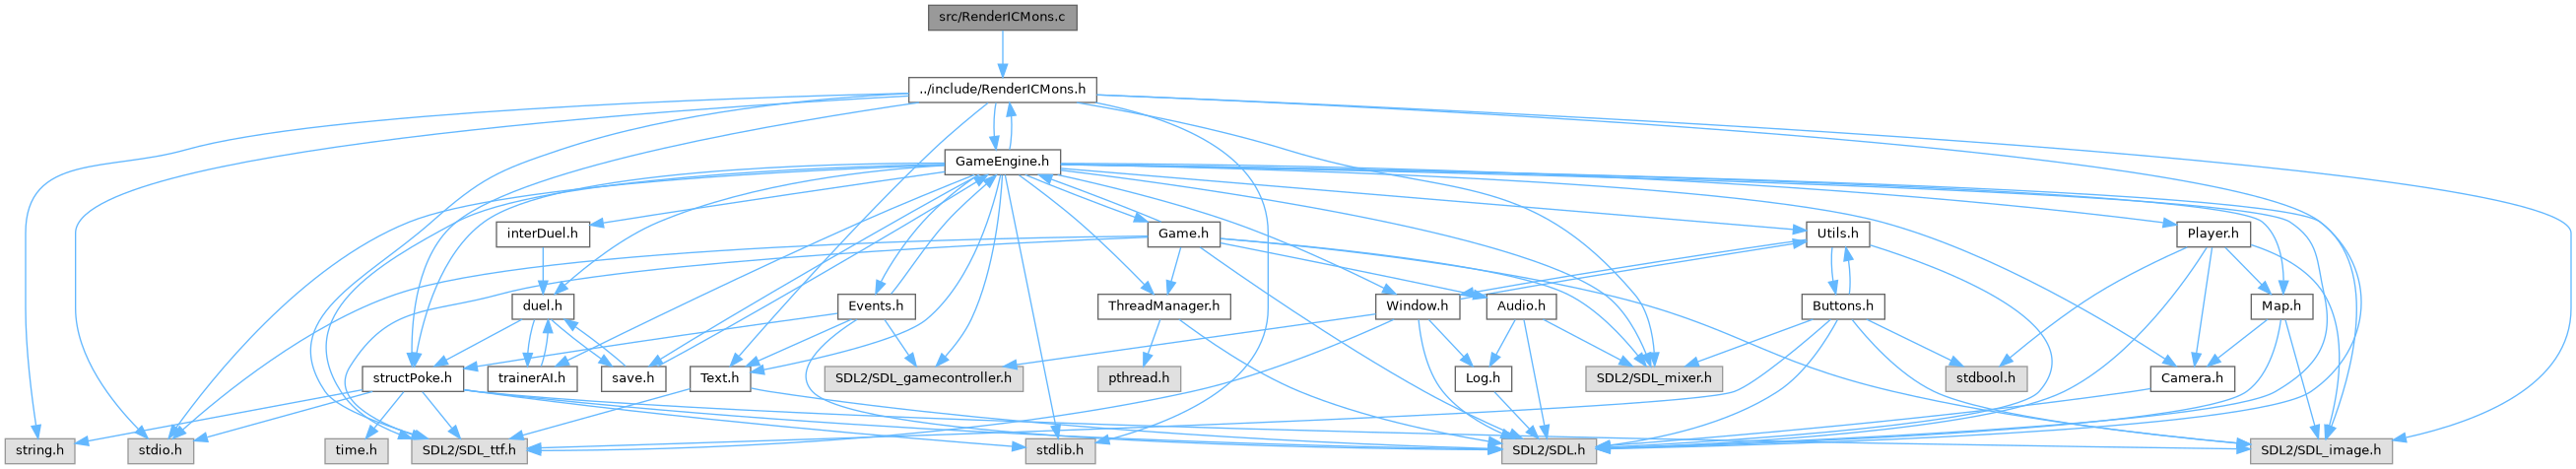 src/RenderICMons.c
../include/RenderICMons.h
GameEngine.h
interDuel.h
Game.h
Utils.h
Player.h
duel.h
Events.h
ThreadManager.h
Window.h
Audio.h
Buttons.h
Map.h
structPoke.h
trainerAI.h
save.h
Text.h
SDL2/SDL_gamecontroller.h
pthread.h
Log.h
SDL2/SDL_mixer.h
stdbool.h
Camera.h
string.h
stdio.h
time.h
SDL2/SDL_ttf.h
stdlib.h
SDL2/SDL.h
SDL2/SDL_image.h